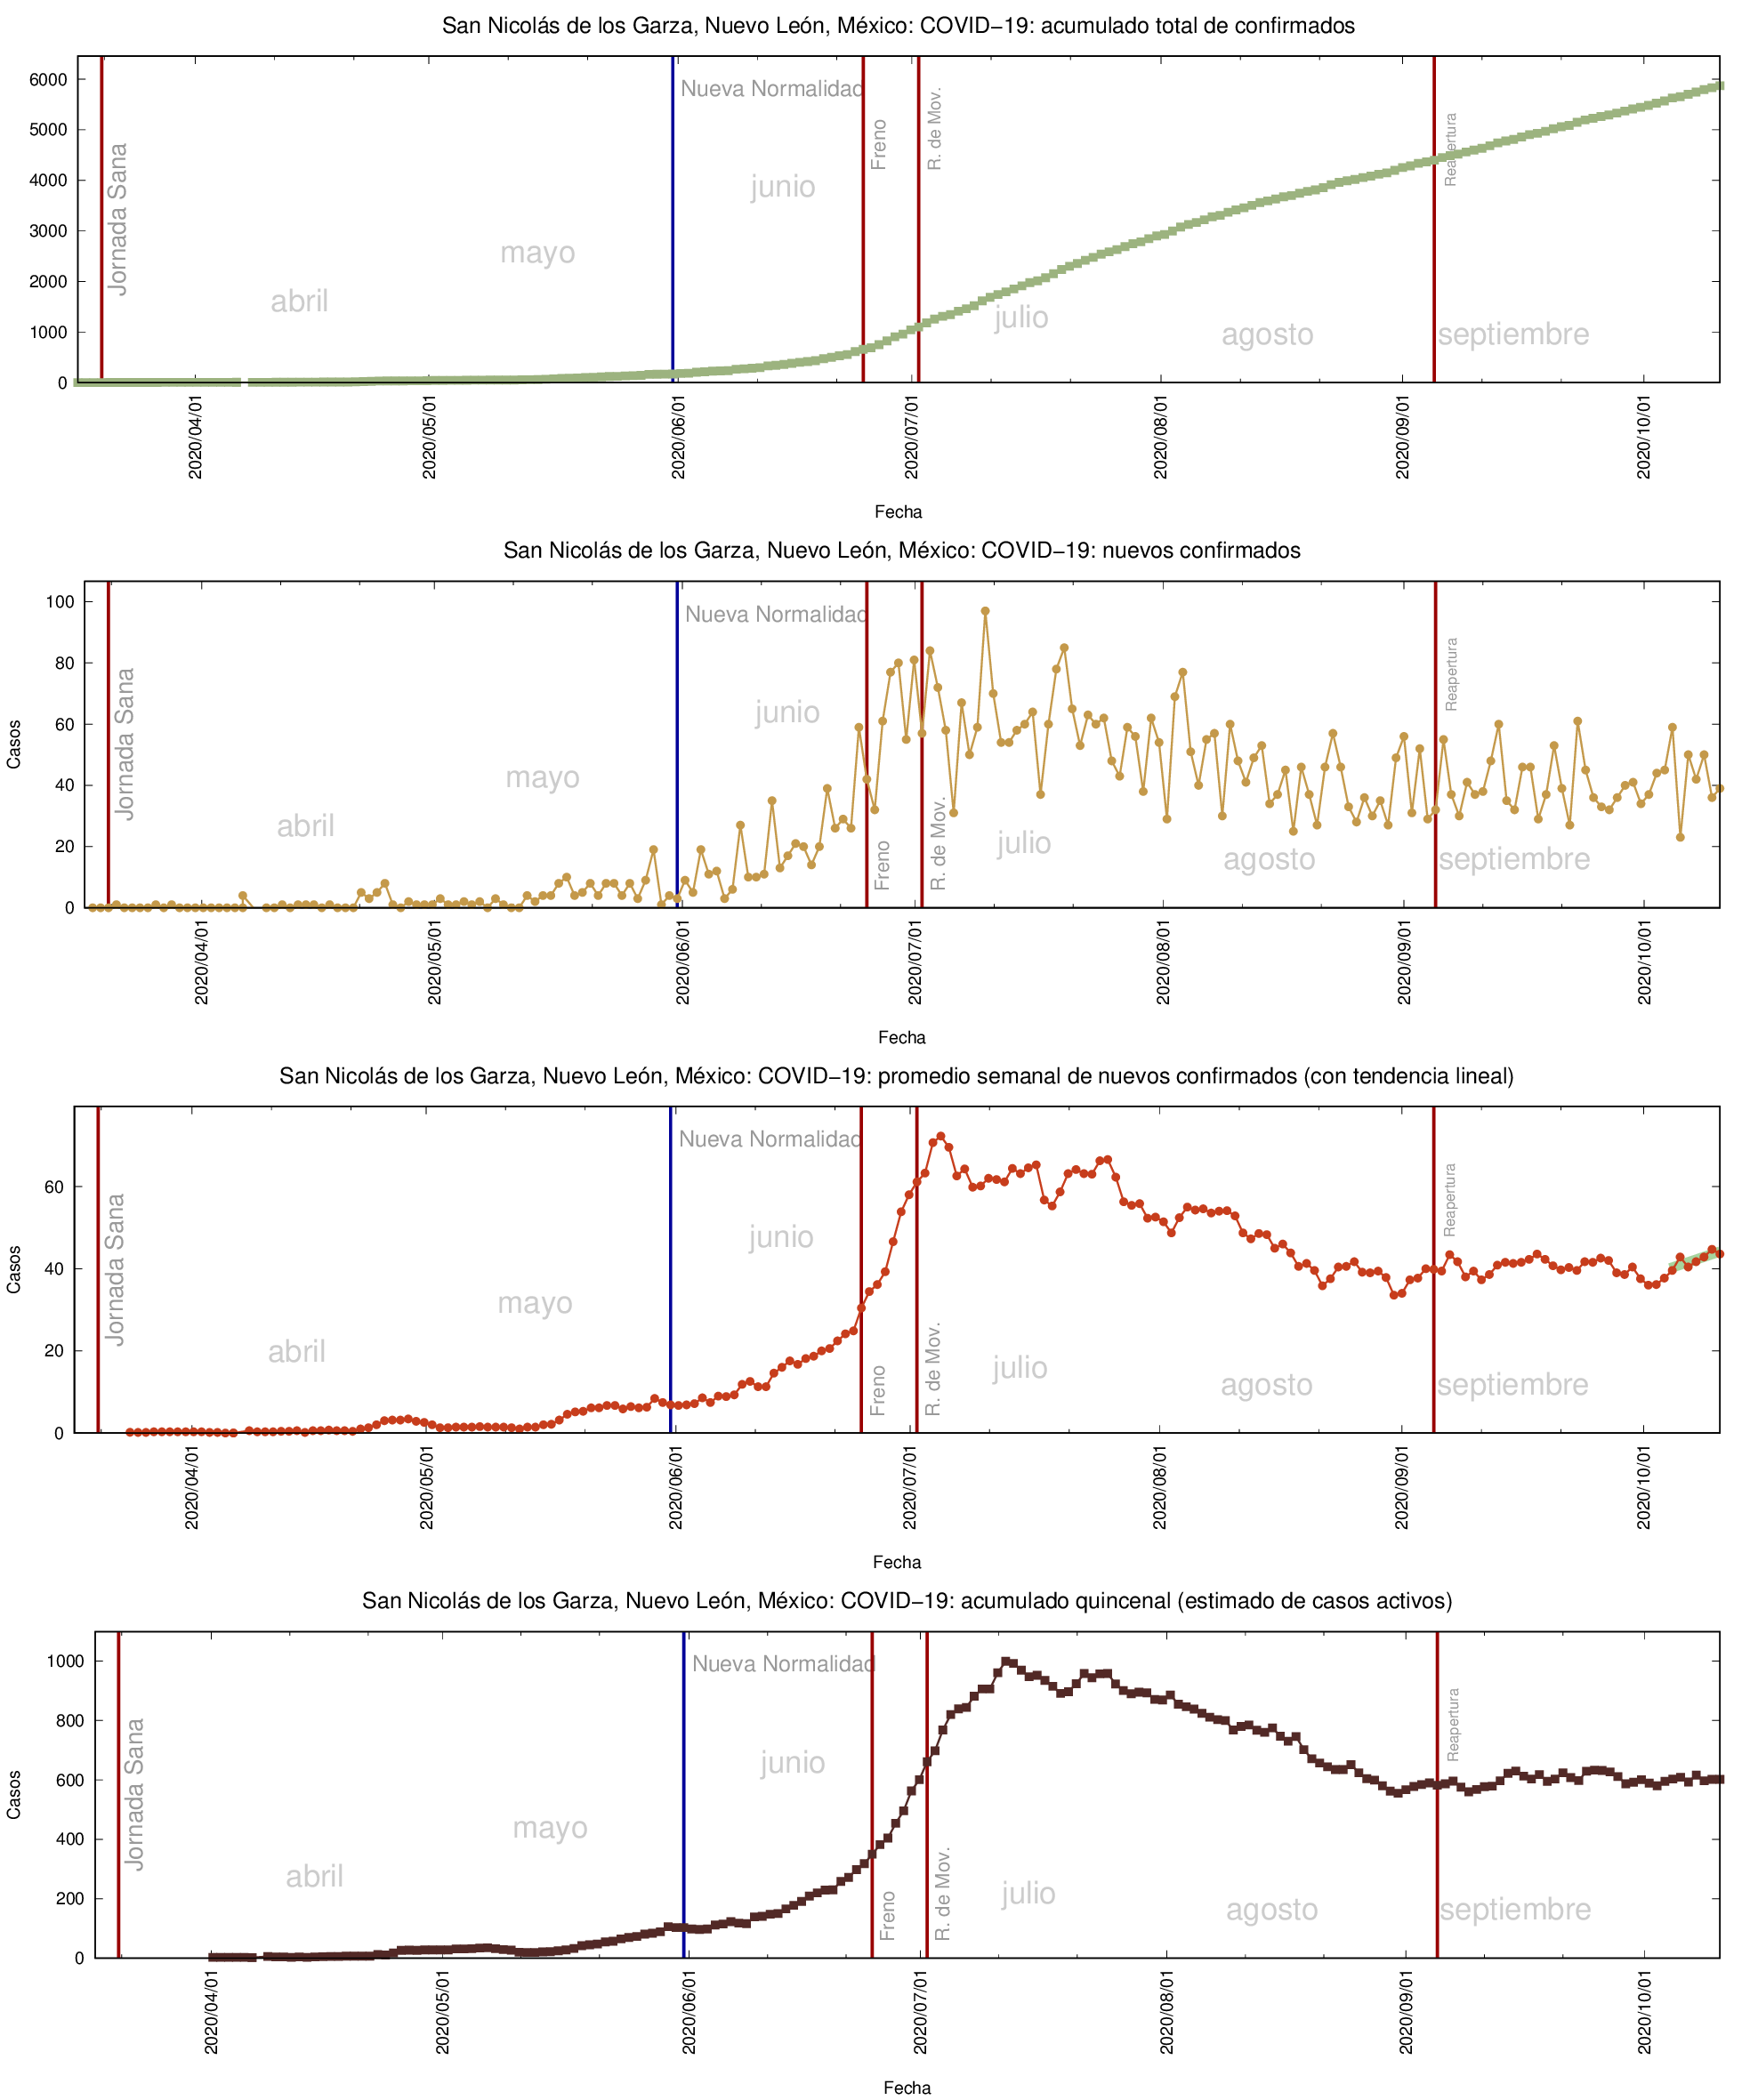 San Nicolás de los Garza, Nuevo León, México: COVID−19: acumulado total de confirmados
6000
5000
4000
3000
2000
1000
0
Jornada Sana
abril
mayo
Nueva Normalidad
junio
Freno
R. de Mov.
julio
agosto
Reapertura
septiembre
2020/04/01
2020/05/01
2020/06/01
2020/07/01
2020/08/01
2020/09/01
2020/10/01
Fecha
San Nicolás de los Garza, Nuevo León, México: COVID−19: nuevos confirmados
Casos
100
80
60
40
20
0
Jornada Sana
abril
mayo
Nueva Normalidad
junio
Freno
R. de Mov.
julio
agosto
Reapertura
septiembre
2020/04/01
2020/05/01
2020/06/01
2020/07/01
2020/08/01
2020/09/01
2020/10/01
Fecha
San Nicolás de los Garza, Nuevo León, México: COVID−19: promedio semanal de nuevos confirmados (con tendencia lineal)
Casos
60
40
20
0
Jornada Sana
abril
mayo
Nueva Normalidad
junio
Freno
R. de Mov.
julio
agosto
Reapertura
septiembre
2020/04/01
2020/05/01
2020/06/01
2020/07/01
2020/08/01
2020/09/01
2020/10/01
Fecha
San Nicolás de los Garza, Nuevo León, México: COVID−19: acumulado quincenal (estimado de casos activos)
Casos
1000
800
600
400
200
0
Jornada Sana
abril
mayo
Nueva Normalidad
junio
Freno
R. de Mov.
julio
agosto
Reapertura
septiembre
2020/04/01
2020/05/01
2020/06/01
2020/07/01
2020/08/01
2020/09/01
2020/10/01
Fecha